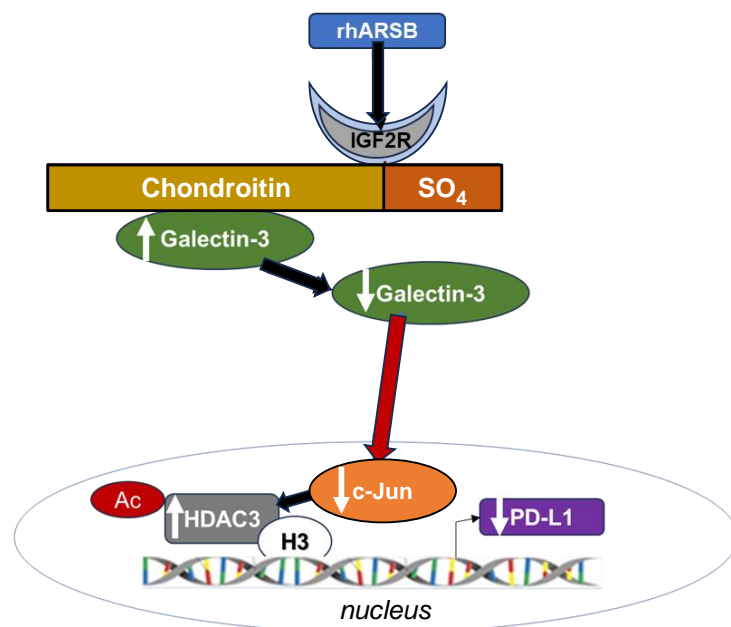 rhARSB
IGF2R
Chondroitin SO4
Galectin-3
Galectin-3
c-Jun
Ac
HDAC3
PD-L1
H3
nucleus